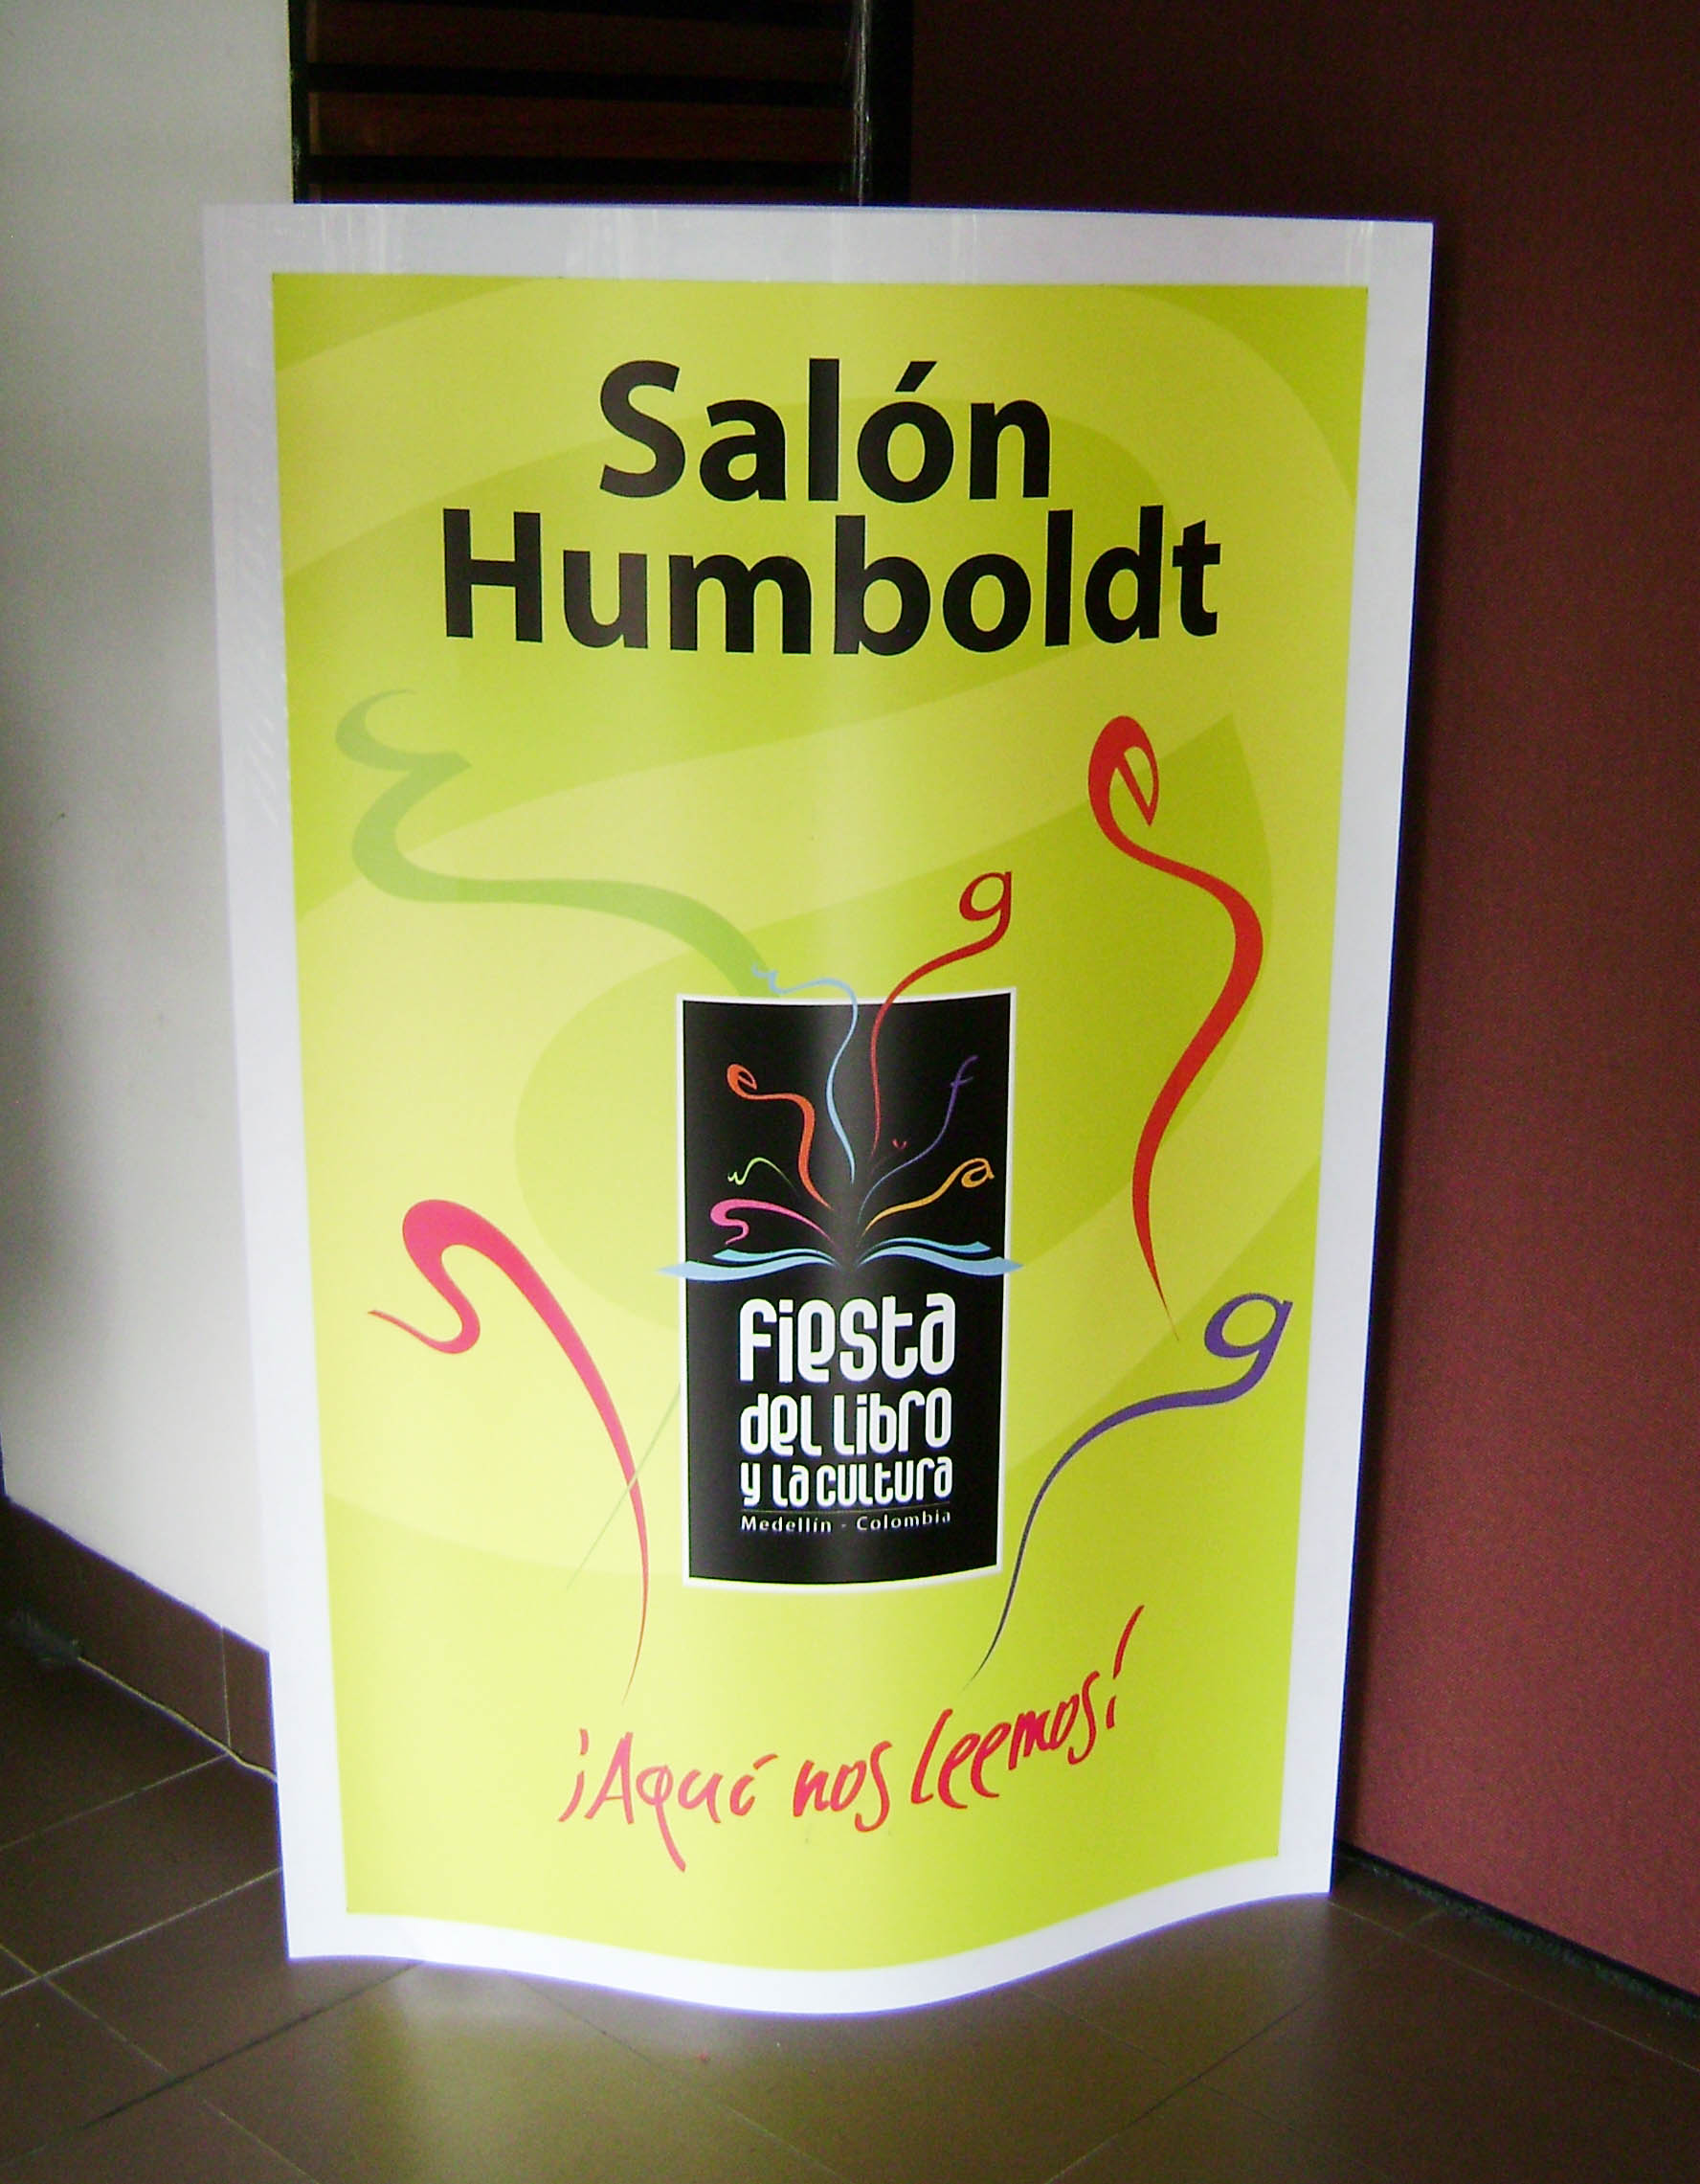 Salón
Humboldt
Fiesta
del libro
y la cultura
Medellín - Colombia
¡Aquí nos leemos!